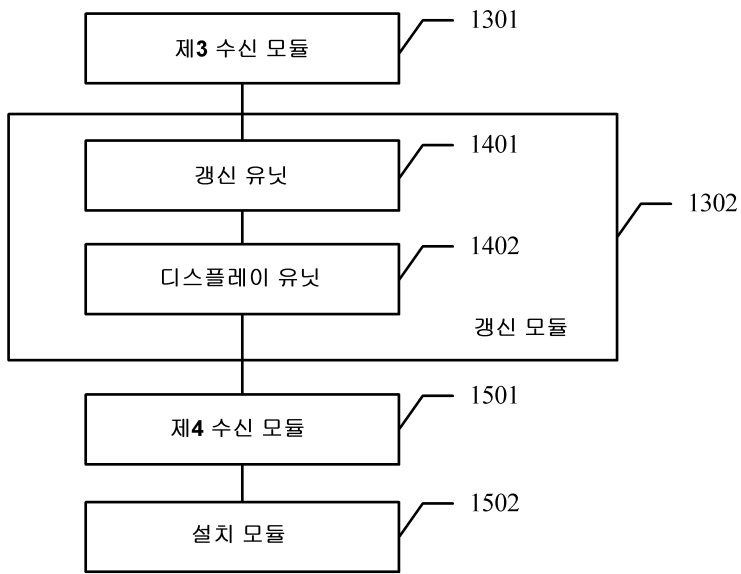 제3 수신 모듈
1301
갱신 유닛
1401
1302
디스플레이 유닛
1402
갱신 모듈
제4 수신 모듈
1501
설치 모듈
1502